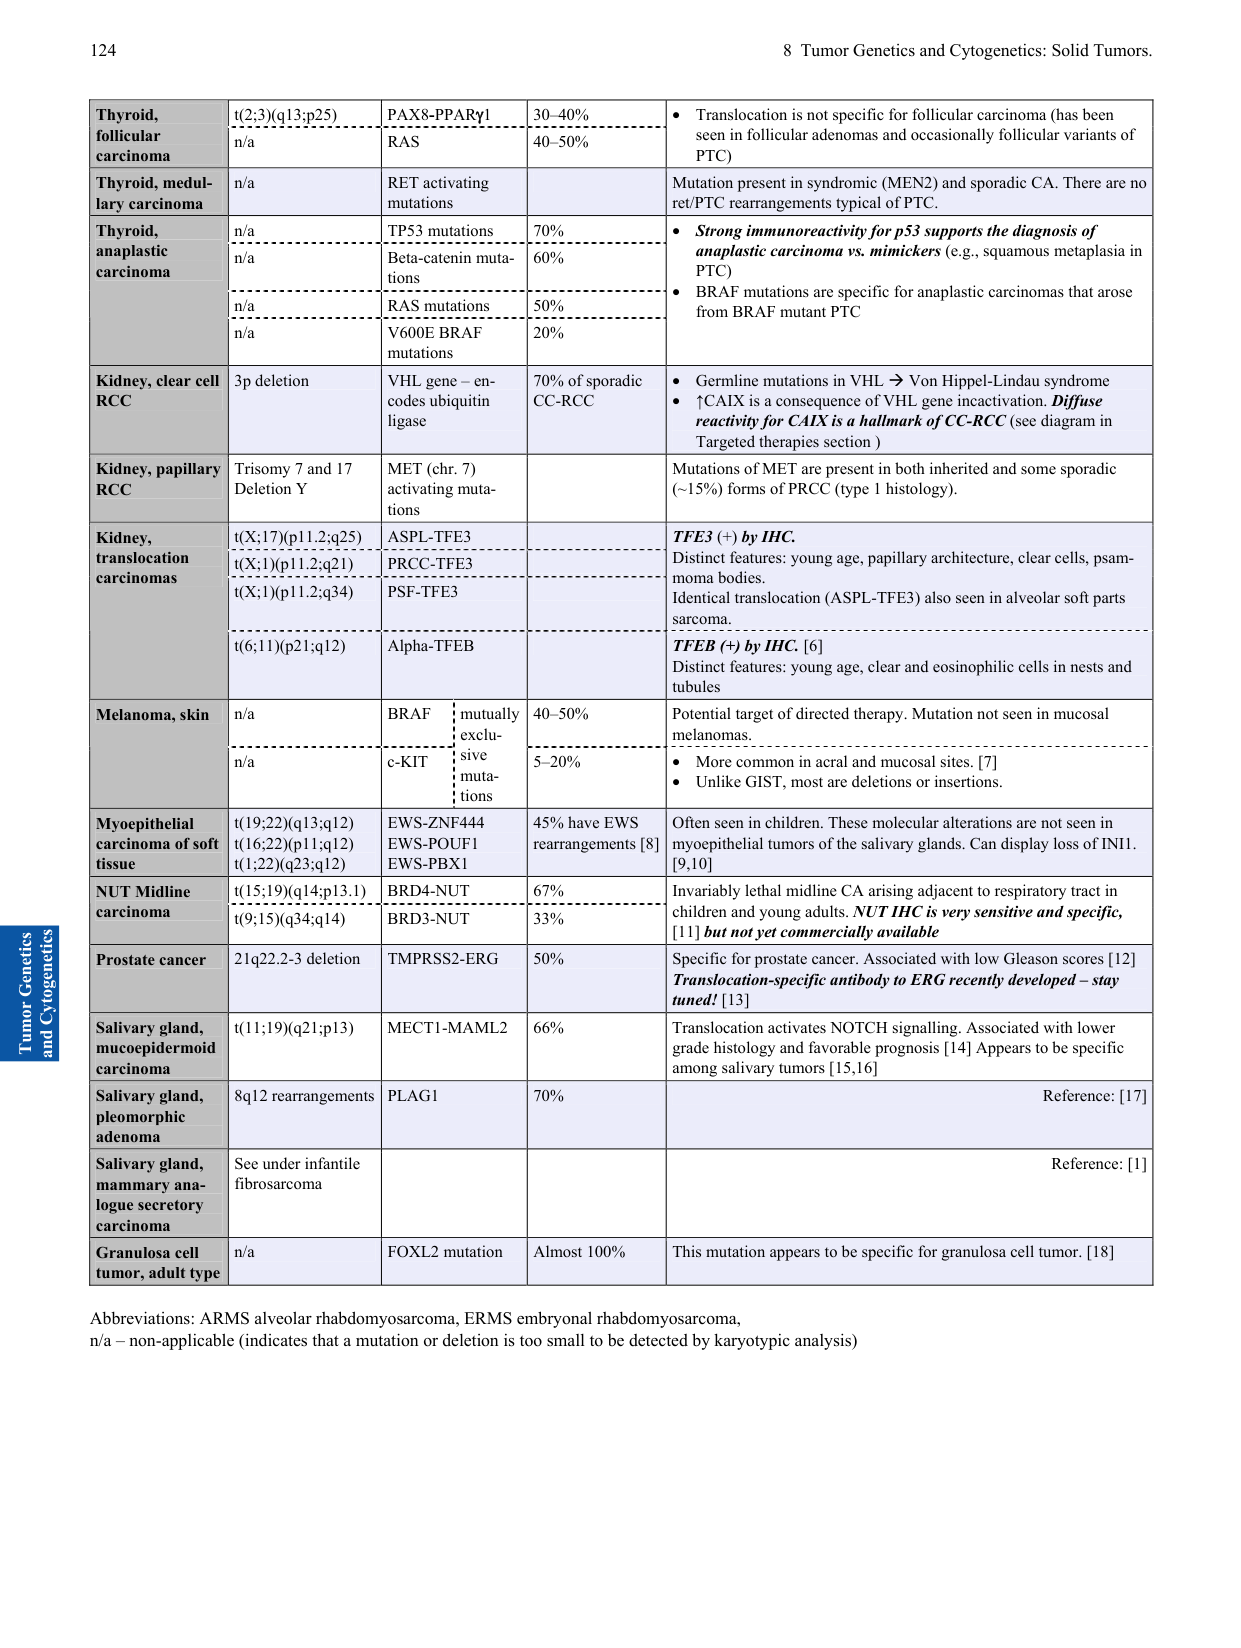 124
8 Tumor Genetics and Cytogenetics: Solid Tumors.
Thyroid,
follicular
carcinoma
t(2;3)(q13;p25)
PAX8-PPARγ1
30–40%
n/a
RAS
40–50%
• Translocation is not specific for follicular carcinoma (has been
seen in follicular adenomas and occasionally follicular variants of
PTC)
Thyroid, medul-
lary carcinoma
n/a
RET activating
mutations
Mutation present in syndromic (MEN2) and sporadic CA. There are no
ret/PTC rearrangements typical of PTC.
Thyroid,
anaplastic
carcinoma
n/a
TP53 mutations
70%
n/a
Beta-catenin muta-
tions
60%
n/a
RAS mutations
50%
n/a
V600E BRAF
mutations
20%
• Strong immunoreactivity for p53 supports the diagnosis of
anaplastic carcinoma vs. mimickers (e.g., squamous metaplasia in
PTC)
• BRAF mutations are specific for anaplastic carcinomas that arose
from BRAF mutant PTC
Kidney, clear cell
RCC
3p deletion
VHL gene – en-
codes ubiquitin
ligase
70% of sporadic
CC-RCC
• Germline mutations in VHL → Von Hippel-Lindau syndrome
• ↑CAIX is a consequence of VHL gene incactivation. Diffuse
reactivity for CAIX is a hallmark of CC-RCC (see diagram in
Targeted therapies section )
Kidney, papillary
RCC
Trisomy 7 and 17
Deletion Y
MET (chr. 7)
activating muta-
tions
Mutations of MET are present in both inherited and some sporadic
(~15%) forms of PRCC (type 1 histology).
Kidney,
translocation
carcinomas
t(X;17)(p11.2;q25)
ASPL-TFE3
t(X;1)(p11.2;q21)
PRCC-TFE3
t(X;1)(p11.2;q34)
PSF-TFE3
TFE3 (+) by IHC.
Distinct features: young age, papillary architecture, clear cells, psam-
moma bodies.
Identical translocation (ASPL-TFE3) also seen in alveolar soft parts
sarcoma.
t(6;11)(p21;q12)
Alpha-TFEB
TFEB (+) by IHC. [6]
Distinct features: young age, clear and eosinophilic cells in nests and
tubules
Melanoma, skin
n/a
BRAF
mutually
exclu-
sive
muta-
tions
40–50%
Potential target of directed therapy. Mutation not seen in mucosal
melanomas.
n/a
c-KIT
5–20%
• More common in acral and mucosal sites. [7]
• Unlike GIST, most are deletions or insertions.
Myoepithelial
carcinoma of soft
tissue
t(19;22)(q13;q12)
t(16;22)(p11;q12)
t(1;22)(q23;q12)
EWS-ZNF444
EWS-POUF1
EWS-PBX1
45% have EWS
rearrangements [8]
Often seen in children. These molecular alterations are not seen in
myoepithelial tumors of the salivary glands. Can display loss of INI1.
[9,10]
NUT Midline
carcinoma
t(15;19)(q14;p13.1)
BRD4-NUT
67%
t(9;15)(q34;q14)
BRD3-NUT
33%
Invariably lethal midline CA arising adjacent to respiratory tract in
children and young adults. NUT IHC is very sensitive and specific,
[11] but not yet commercially available
Prostate cancer
21q22.2-3 deletion
TMPRSS2-ERG
50%
Specific for prostate cancer. Associated with low Gleason scores [12]
Translocation-specific antibody to ERG recently developed – stay
tuned! [13]
Salivary gland,
mucoepidermoid
carcinoma
t(11;19)(q21;p13)
MECT1-MAML2
66%
Translocation activates NOTCH signalling. Associated with lower
grade histology and favorable prognosis [14] Appears to be specific
among salivary tumors [15,16]
Salivary gland,
pleomorphic
adenoma
8q12 rearrangements
PLAG1
70%
Reference: [17]
Salivary gland,
mammary ana-
logue secretory
carcinoma
See under infantile
fibrosarcoma
Reference: [1]
Granulosa cell
tumor, adult type
n/a
FOXL2 mutation
Almost 100%
This mutation appears to be specific for granulosa cell tumor. [18]
Abbreviations: ARMS alveolar rhabdomyosarcoma, ERMS embryonal rhabdomyosarcoma,
n/a – non-applicable (indicates that a mutation or deletion is too small to be detected by karyotypic analysis)
Tumor Genetics
and Cytogenetics